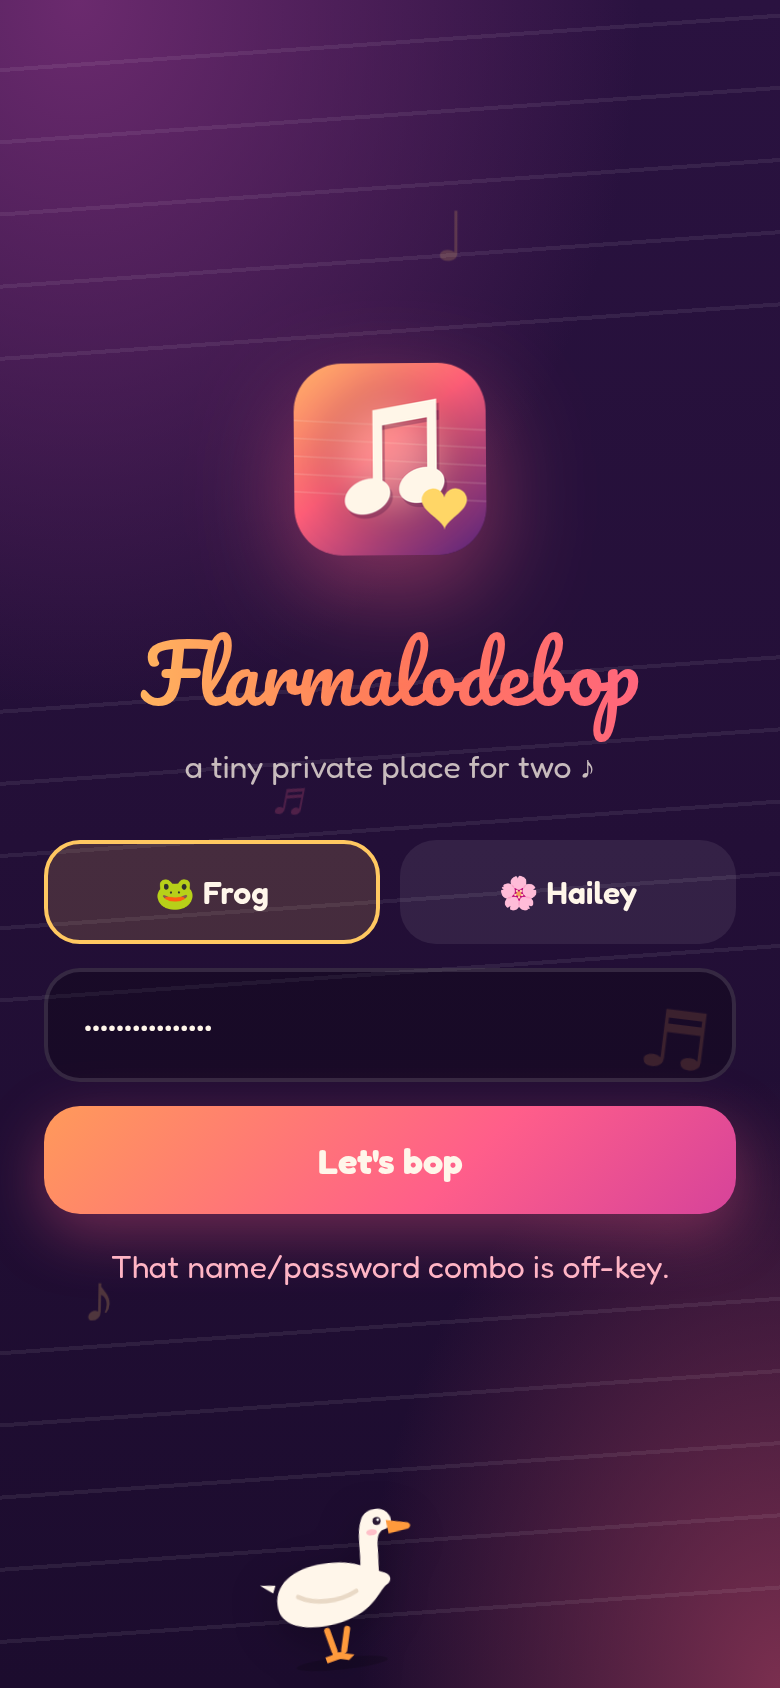 Flarmalodebop
a tiny private place for two ♪
🐸 Frog
🌸 Hailey
••••••••••••••••
Let's bop
That name/password combo is off-key.